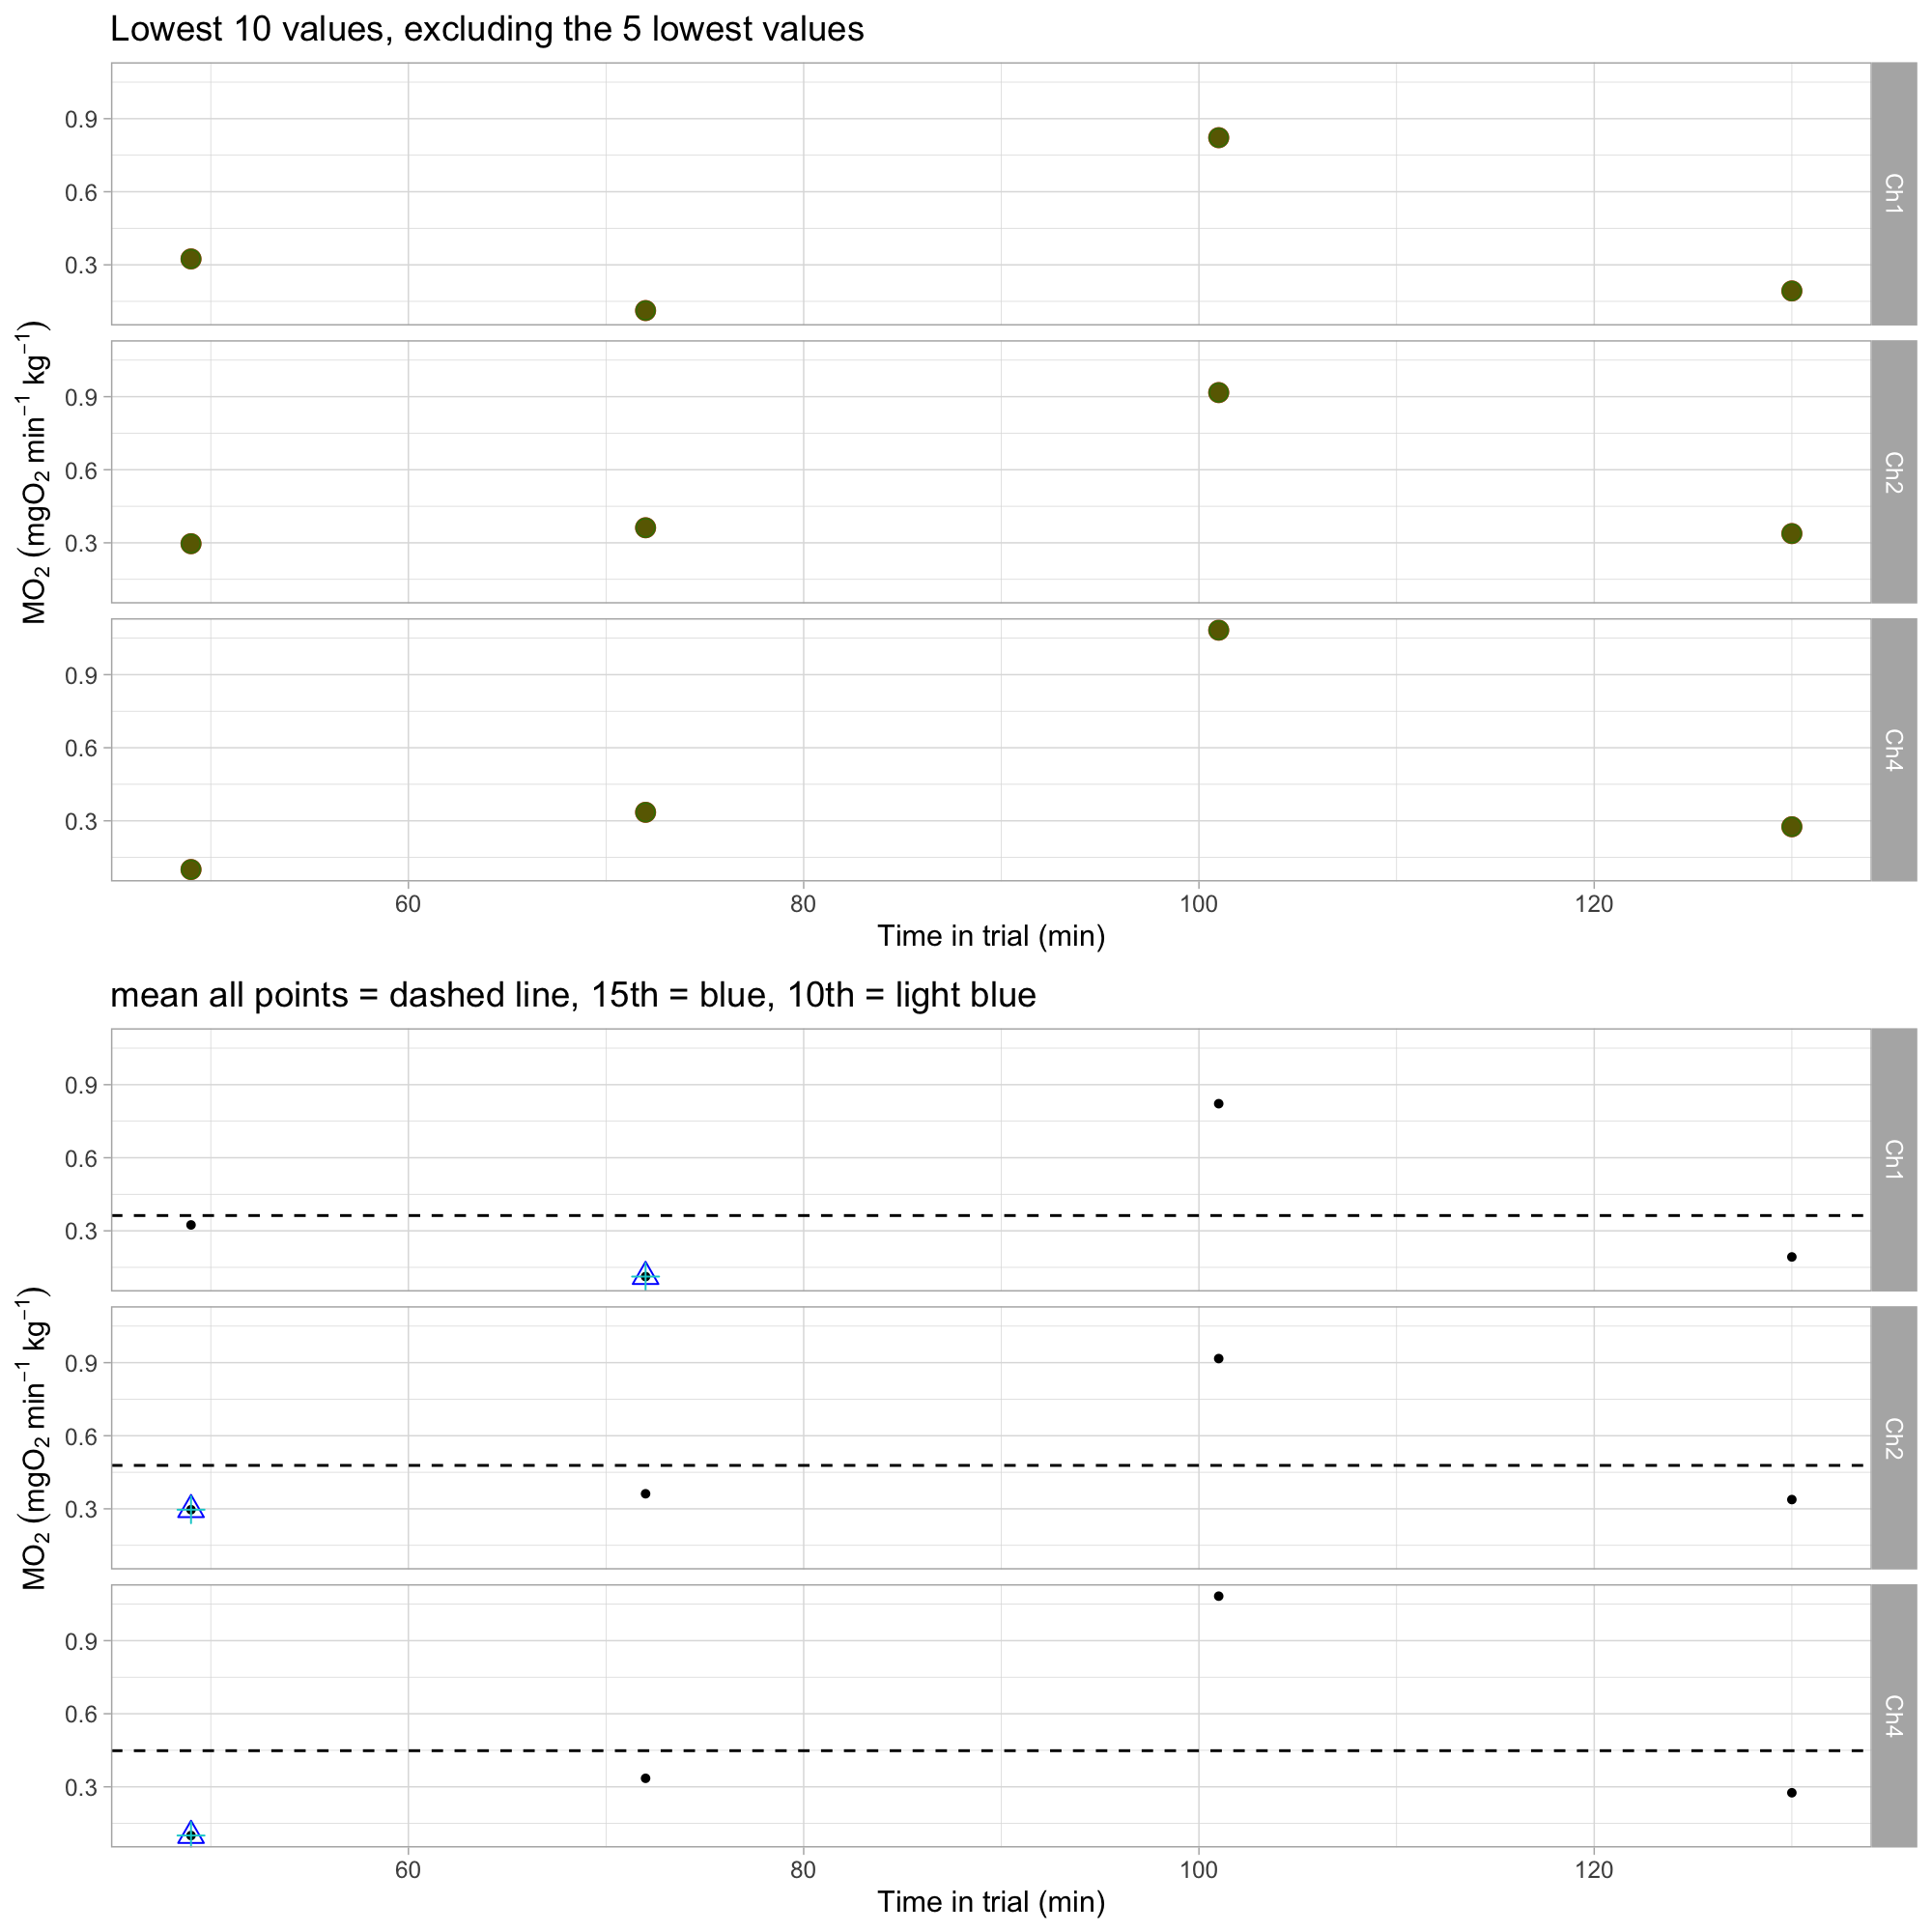 Lowest 10 values, excluding the 5 lowest values
MO₂ (mgO₂ min⁻¹ kg⁻¹)
0.9
0.6
0.3
Ch1
0.9
0.6
0.3
Ch2
0.9
0.6
0.3
Ch4
60 80 100 120
Time in trial (min)
mean all points = dashed line, 15th = blue, 10th = light blue
MO₂ (mgO₂ min⁻¹ kg⁻¹)
0.9
0.6
0.3
Ch1
0.9
0.6
0.3
Ch2
0.9
0.6
0.3
Ch4
60 80 100 120
Time in trial (min)